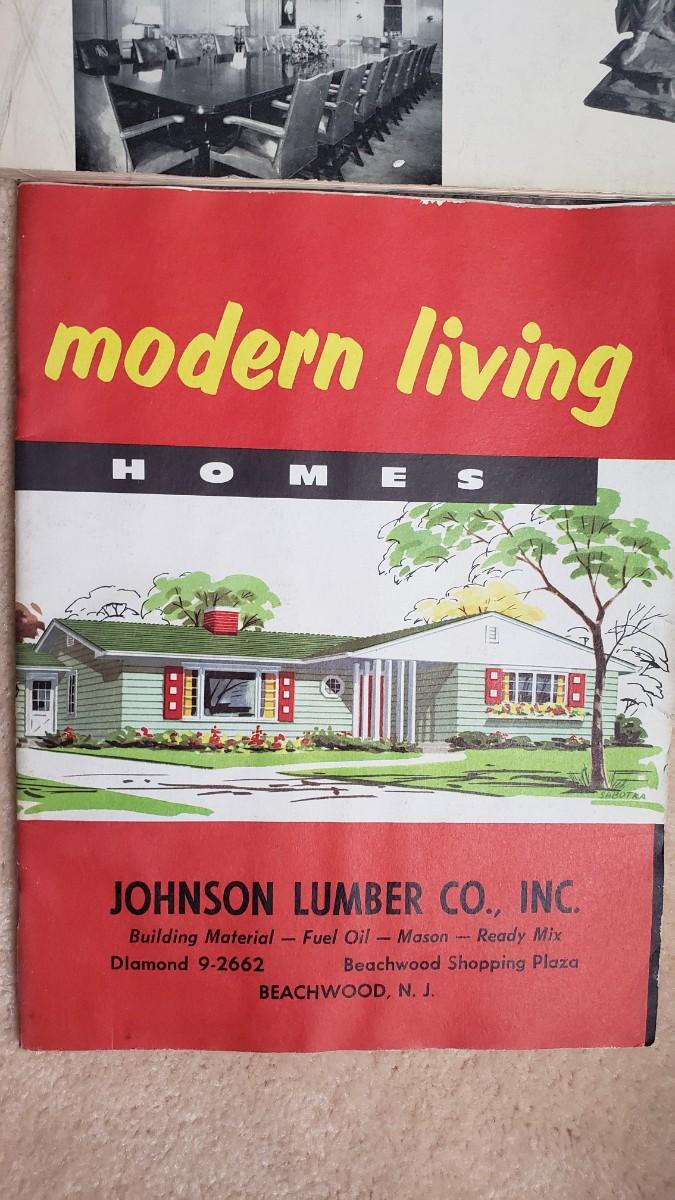 modern living
HOMES
SABOTKA
JOHNSON LUMBER CO., INC.
Building Material — Fuel Oil — Mason — Ready Mix
DIamond 9-2662 Beachwood Shopping Plaza
BEACHWOOD, N. J.